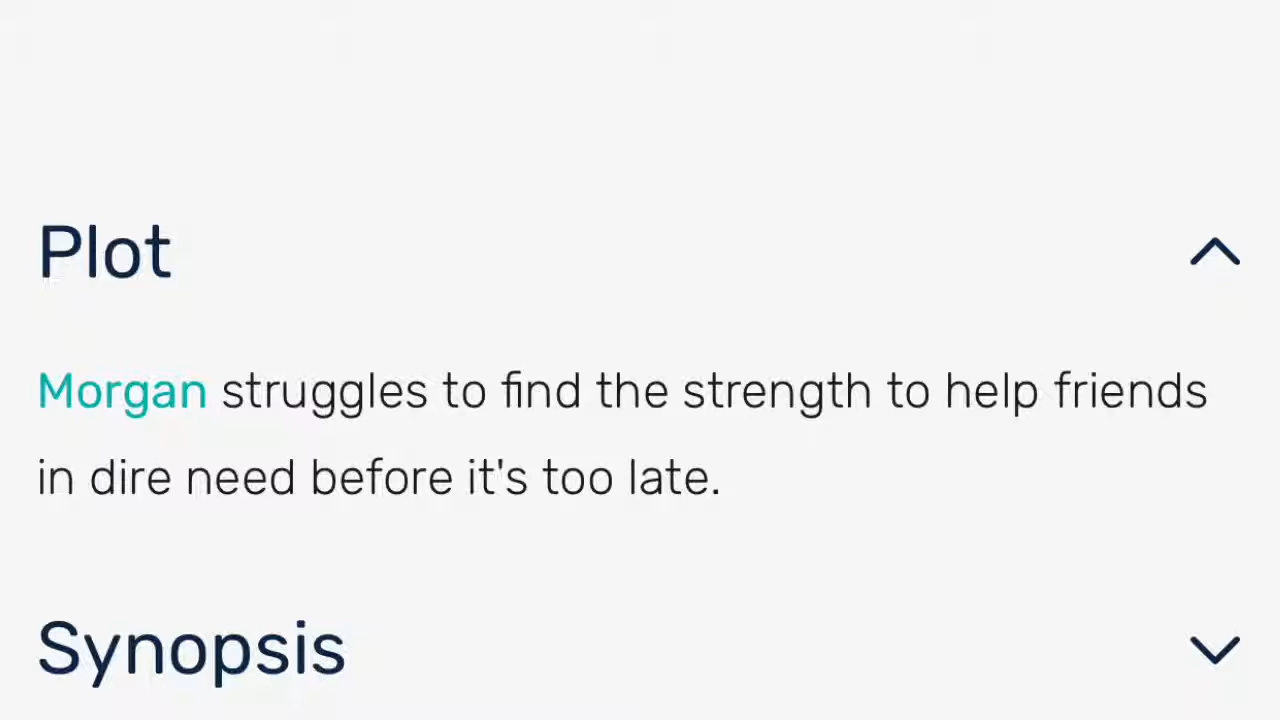 Plot
Morgan struggles to find the strength to help friends
in dire need before it's too late.
Synopsis